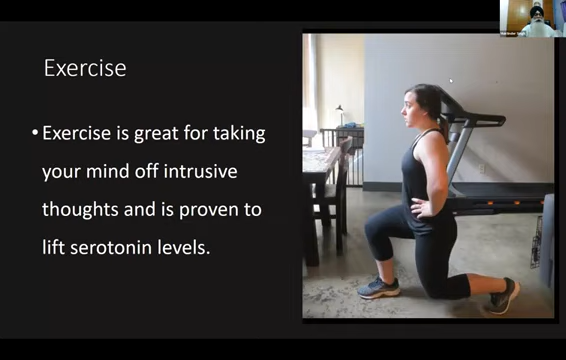 Exercise
• Exercise is great for taking
your mind off intrusive
thoughts and is proven to
lift serotonin levels.